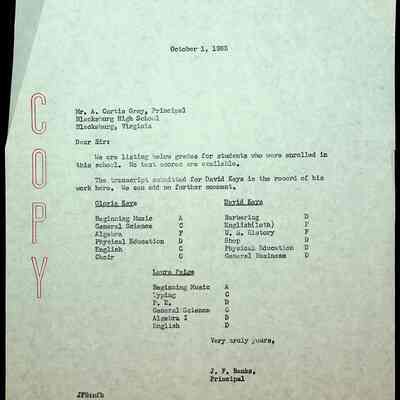 October 1, 1963
COPY
Mr. A. Curtis Gray, Principal
Blacksburg High School
Blacksburg, Virginia
Dear Sir:
We are listing below grades for students who were enrolled in
this school. No test scores are available.
The transcript submitted for David Keys is the record of his
work here. We can add no further comment.
Gloria Keys
Beginning Music A
General Science C
Algebra F
Physical Education D
English C
Choir C
David Keys
Barbering D
English(10th) F
U. S. History F
Shop D
Physical Education D
General Business D
Laura
Beginning Music A
Typing C
P. E. D
General Science C
Algebra I D
English D
Very truly yours,
J. F. Banks,
Principal
JFB:nfb